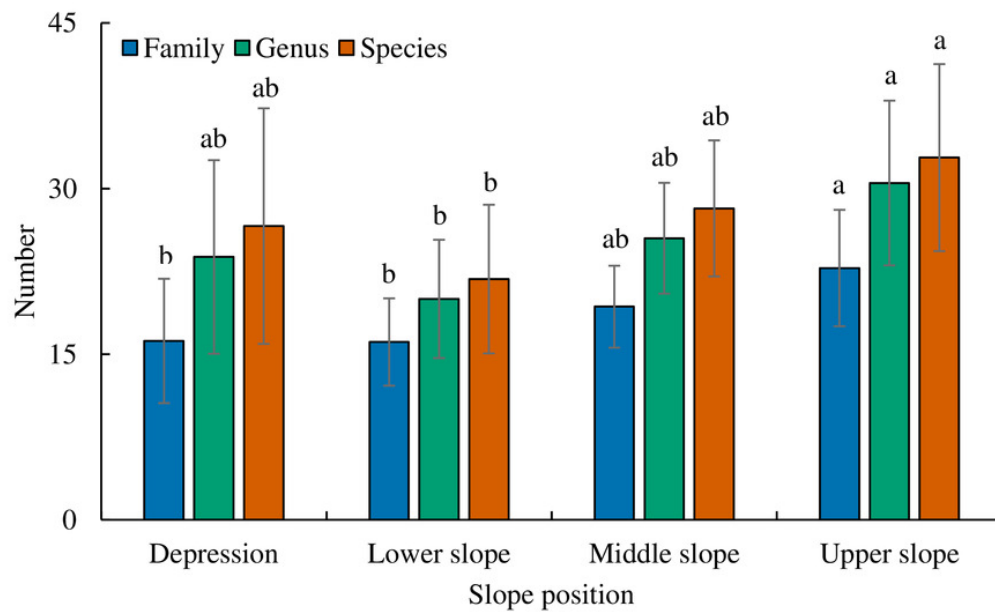 45
Family Genus Species
a
a
ab
ab
ab
ab
a
30
b
ab
b
b
b
Number
15
0
Depression Lower slope Middle slope Upper slope
Slope position